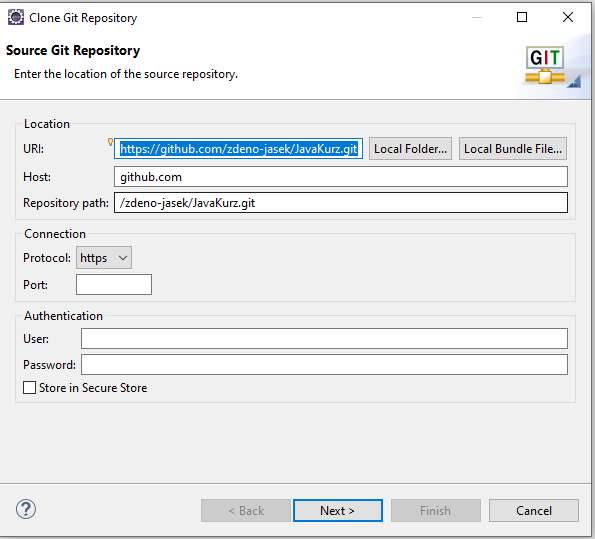 Clone Git Repository
Source Git Repository
Enter the location of the source repository.
GIT
Location
URI: https://github.com/zdeno-jasek/JavaKurz.git Local Folder... Local Bundle File...
Host: github.com
Repository path: /zdeno-jasek/JavaKurz.git
Connection
Protocol: https
Port:
Authentication
User:
Password:
Store in Secure Store
? < Back Next > Finish Cancel